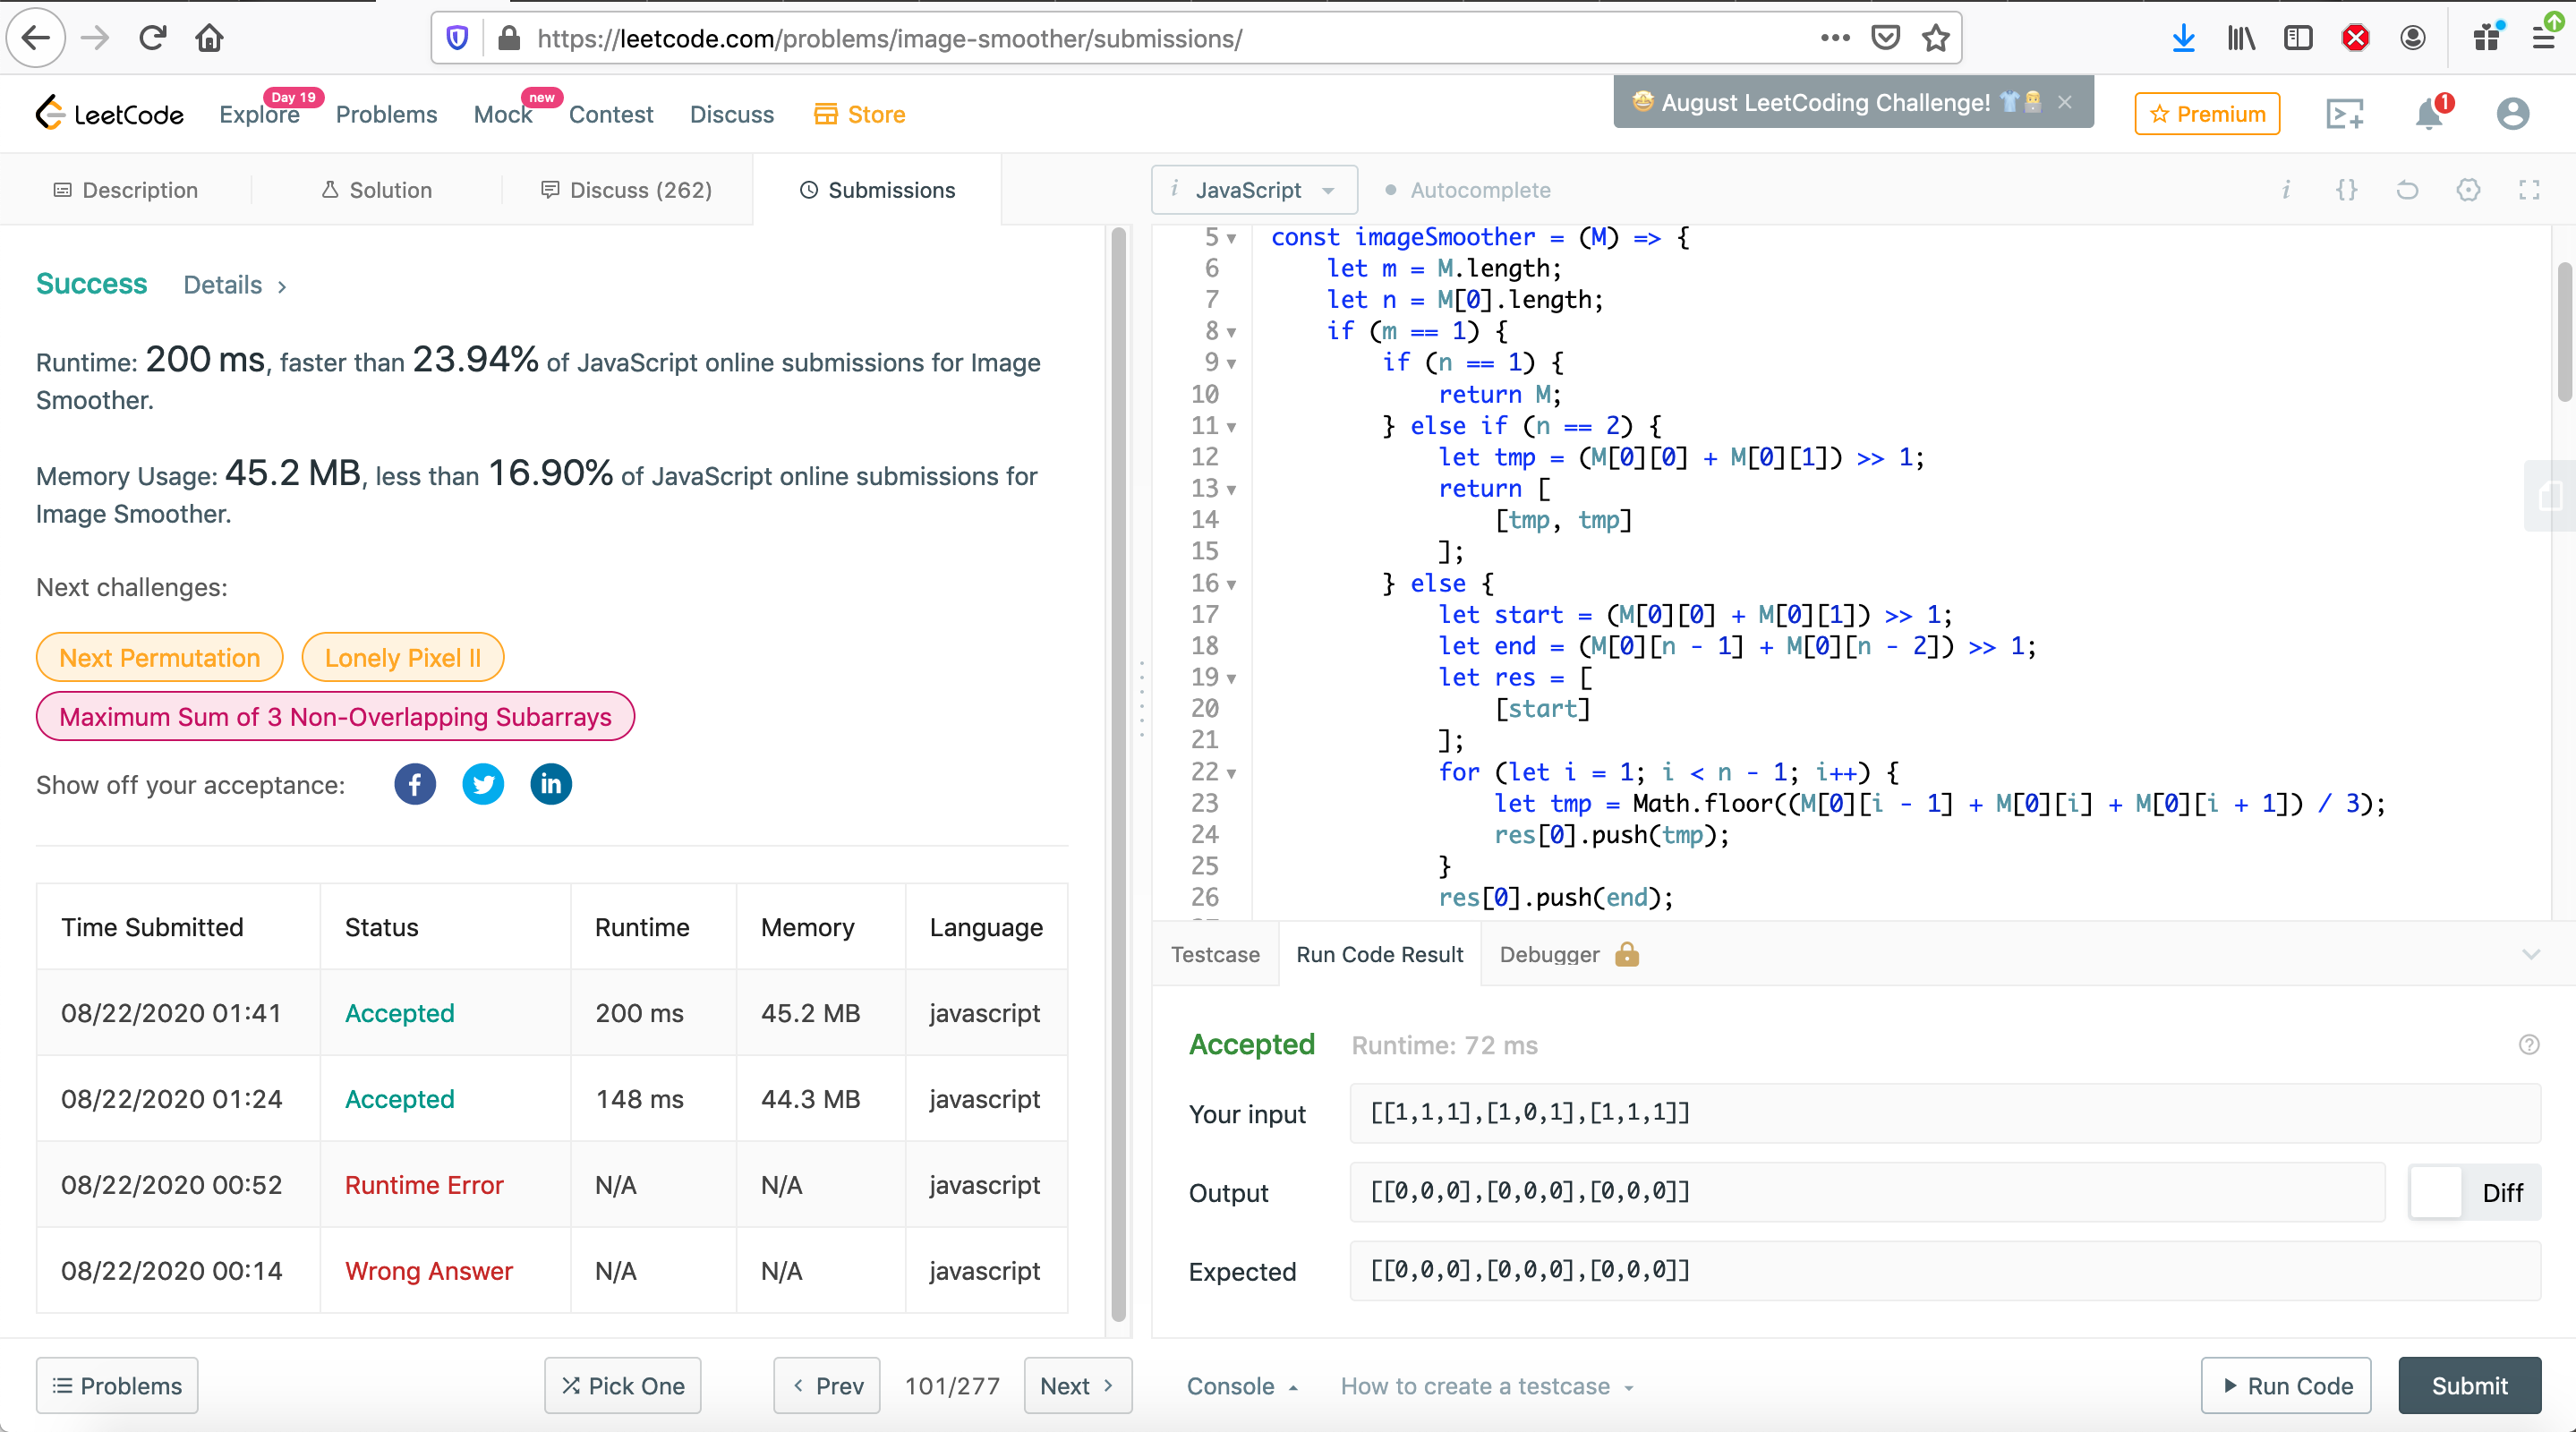 https://leetcode.com/problems/image-smoother/submissions/
LeetCode
Explore
Day 19
Problems
Mock
new
Contest
Discuss
Store
🤩 August LeetCoding Challenge! 👕
Premium
1
Description
Solution
Discuss (262)
Submissions
i JavaScript
Autocomplete
i {}
Success Details >
Runtime: 200 ms, faster than 23.94% of JavaScript online submissions for Image
Smoother.
Memory Usage: 45.2 MB, less than 16.90% of JavaScript online submissions for
Image Smoother.
Next challenges:
Next Permutation Lonely Pixel II
Maximum Sum of 3 Non-Overlapping Subarrays
Show off your acceptance: f in
Time Submitted Status Runtime Memory Language
08/22/2020 01:41 Accepted 200 ms 45.2 MB javascript
08/22/2020 01:24 Accepted 148 ms 44.3 MB javascript
08/22/2020 00:52 Runtime Error N/A N/A javascript
08/22/2020 00:14 Wrong Answer N/A N/A javascript
Problems Pick One < Prev 101/277 Next >
5 const imageSmoother = (M) => {
6 let m = M.length;
7 let n = M[0].length;
8 if (m == 1) {
9 if (n == 1) {
10 return M;
11 } else if (n == 2) {
12 let tmp = (M[0][0] + M[0][1]) >> 1;
13 return [
14 [tmp, tmp]
15 ];
16 } else {
17 let start = (M[0][0] + M[0][1]) >> 1;
18 let end = (M[0][n - 1] + M[0][n - 2]) >> 1;
19 let res = [
20 [start]
21 ];
22 for (let i = 1; i < n - 1; i++) {
23 let tmp = Math.floor((M[0][i - 1] + M[0][i] + M[0][i + 1]) / 3);
24 res[0].push(tmp);
25 }
26 res[0].push(end);
Testcase Run Code Result Debugger
Accepted Runtime: 72 ms
Your input [[1,1,1],[1,0,1],[1,1,1]]
Output [[0,0,0],[0,0,0],[0,0,0]]
Diff
Expected [[0,0,0],[0,0,0],[0,0,0]]
Console How to create a testcase
Run Code Submit